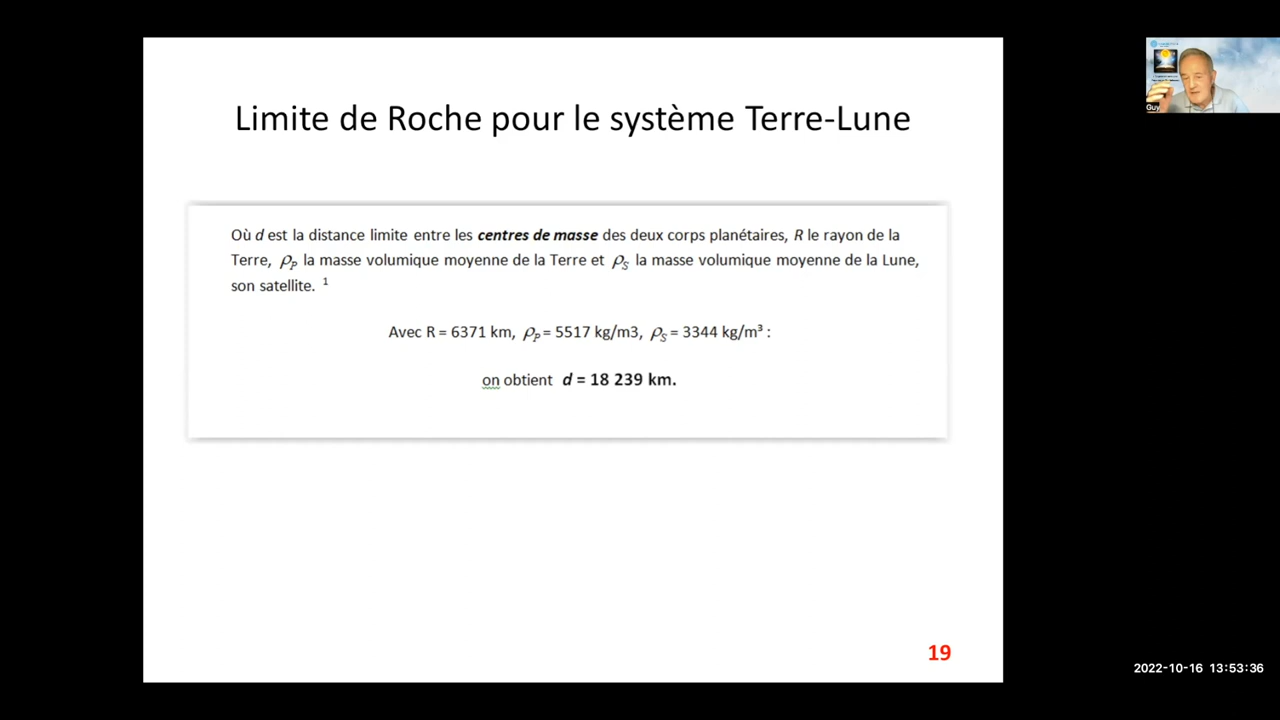 Limite de Roche pour le système Terre-Lune
Où d est la distance limite entre les centres de masse des deux corps planétaires, R le rayon de la
Terre, ρP la masse volumique moyenne de la Terre et ρS la masse volumique moyenne de la Lune,
son satellite. 1
Avec R = 6371 km, ρP = 5517 kg/m3, ρS = 3344 kg/m³ :
on obtient d = 18 239 km.
19
Guy
2022-10-16 13:53:36